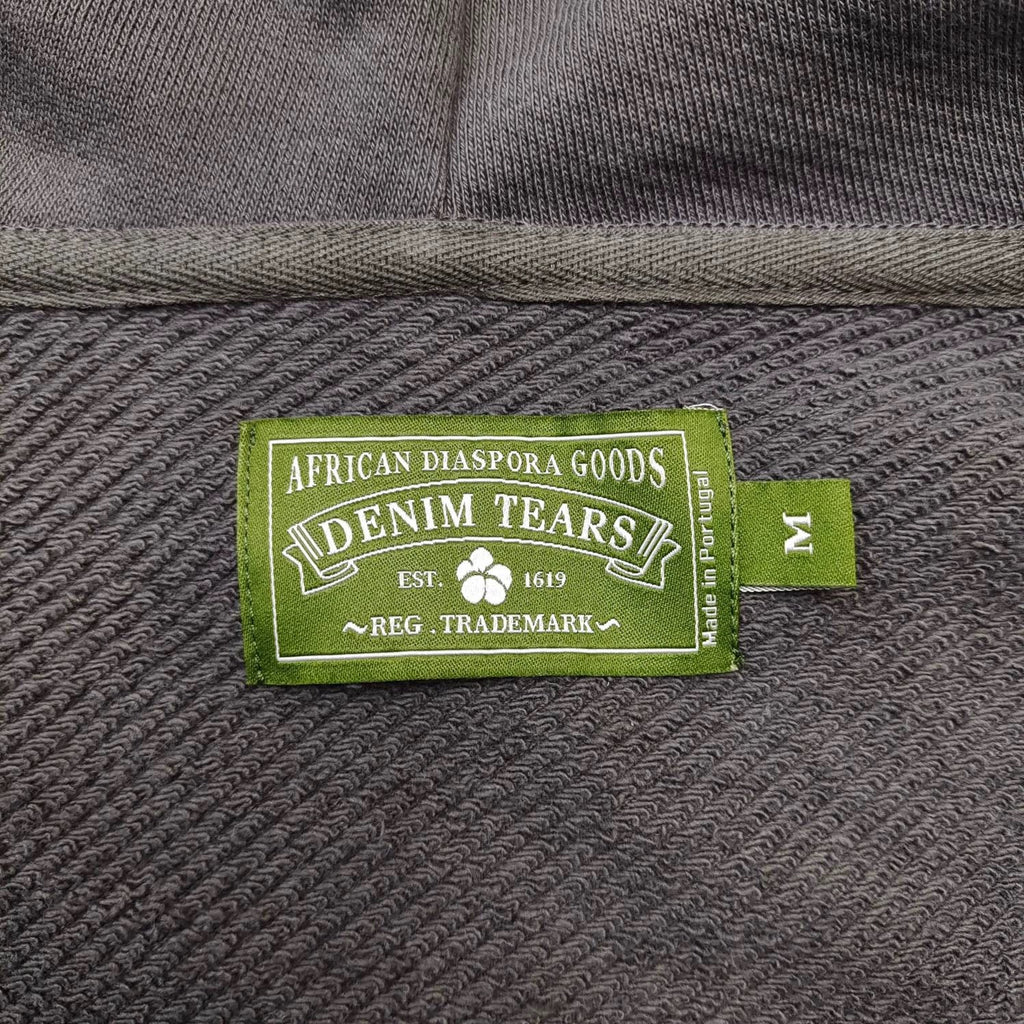 AFRICAN DIASPORA GOODS
DENIM TEARS
EST. 1619
~REG . TRADEMARK~
Made in Portugal
M